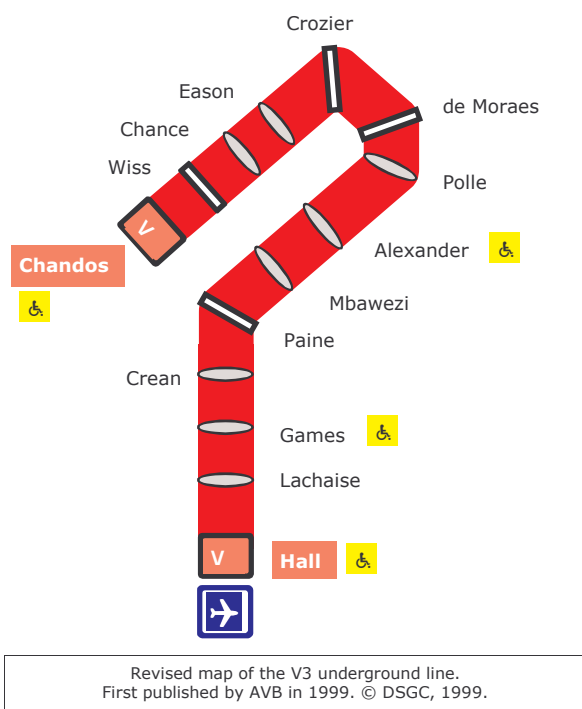 Crozier
Eason
de Moraes
Chance
Wiss
Polle
V
Alexander
Chandos
Mbawezi
Paine
Crean
Games
Lachaise
V
Hall
Revised map of the V3 underground line.
First published by AVB in 1999. © DSGC, 1999.